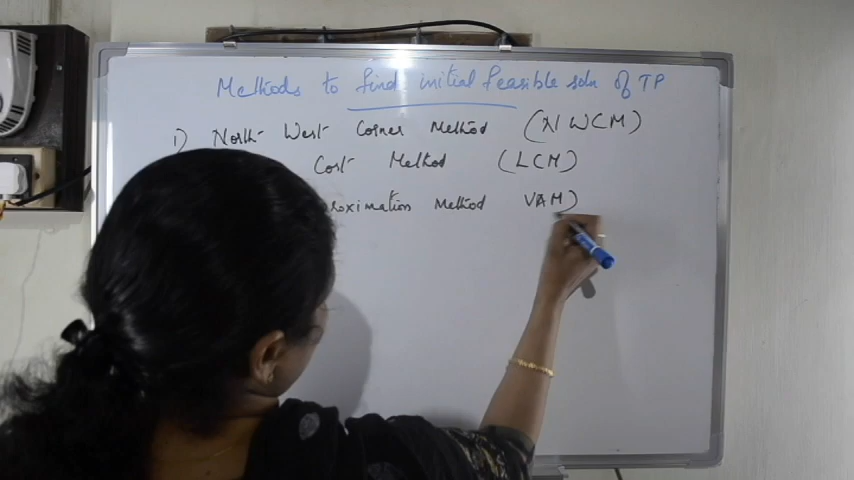 Methods to find initial feasible soln of TP
1) North West Corner Method (NWCM)
Cost Method (LCM)
roximation Method VAM)